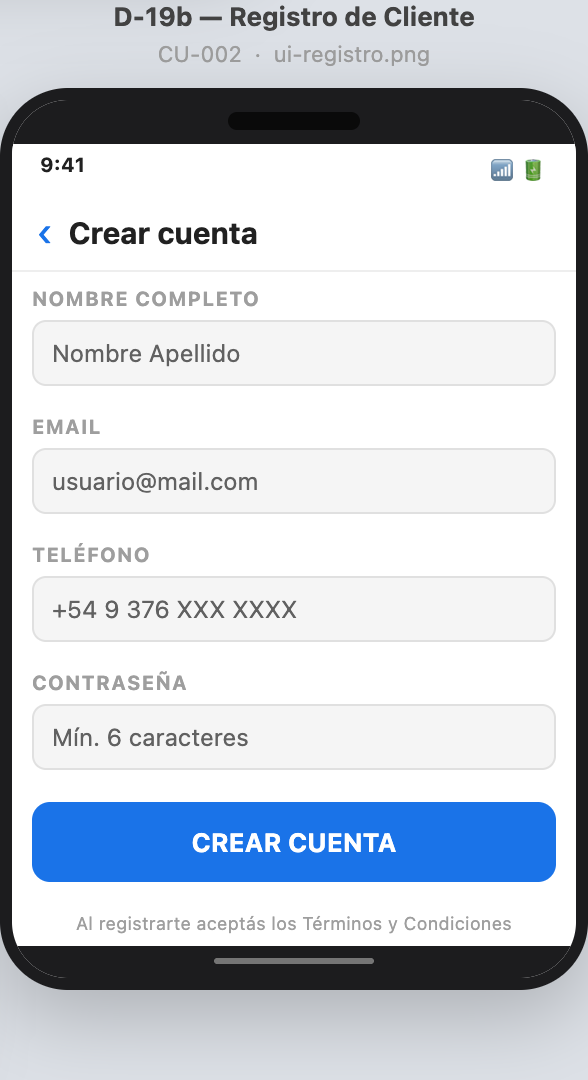 D-19b — Registro de Cliente
CU-002 · ui-registro.png
9:41
‹ Crear cuenta
NOMBRE COMPLETO
Nombre Apellido
EMAIL
usuario@mail.com
TELÉFONO
+54 9 376 XXX XXXX
CONTRASEÑA
Mín. 6 caracteres
CREAR CUENTA
Al registrarte aceptás los Términos y Condiciones